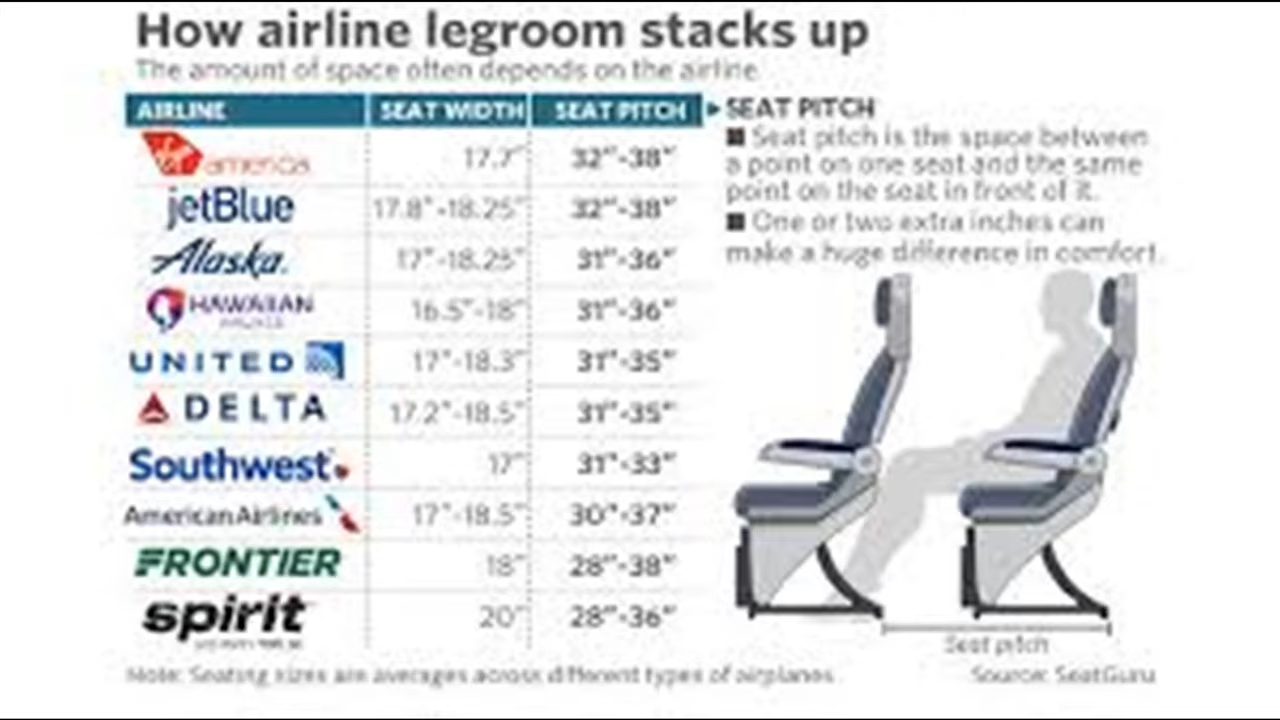 How airline legroom stacks up
The amount of space often depends on the airline.
AIRLINE SEAT WIDTH SEAT PITCH
virgin america 17.7" 32"-38"
jetBlue 17.8"-18.25" 32"-38"
Alaska. 17"-18.25" 31"-36"
HAWAIIAN AIRLINES 16.5"-18" 31"-36"
UNITED 17"-18.3" 31"-35"
DELTA 17.2"-18.5" 31"-35"
Southwest 17" 31"-33"
American Airlines 17"-18.5" 30"-37"
FRONTIER 18" 28"-38"
spirit 20" 28"-36"
SEAT PITCH
■ Seat pitch is the space between
a point on one seat and the same
point on the seat in front of it.
■ One or two extra inches can
make a huge difference in comfort.
Seat pitch
Note: Seating sizes are averages across different types of airplanes.
Source: SeatGuru